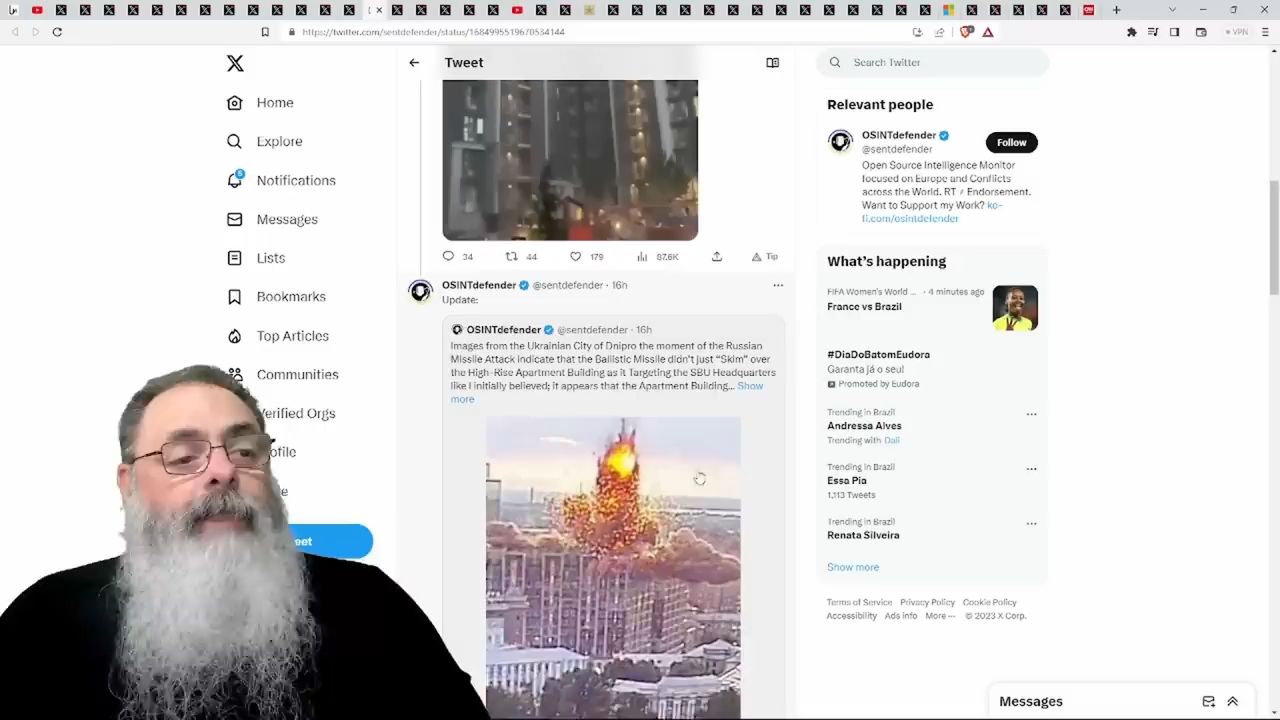 https://twitter.com/sentdefender/status/1684995519670534144
VPN
Home
Explore
6
Notifications
Messages
Lists
Bookmarks
Top Articles
Communities
Verified Orgs
ofile
e
eet
Tweet
34
44
179
87.6K
Tip
OSINTdefender @sentdefender · 16h
Update:
OSINTdefender @sentdefender · 16h
Images from the Ukrainian City of Dnipro the moment of the Russian
Missile Attack indicate that the Ballistic Missile didn't just "Skim" over
the High-Rise Apartment Building as it Targeting the SBU Headquarters
like I initially believed; it appears that the Apartment Building... Show
more
Search Twitter
Relevant people
OSINTdefender
@sentdefender
Follow
Open Source Intelligence Monitor
focused on Europe and Conflicts
across the World. RT ≠ Endorsement.
Want to Support my Work? ko-
fi.com/osintdefender
What's happening
FIFA Women's World ... · 4 minutes ago
France vs Brazil
#DiaDoBatomEudora
Garanta já o seu!
Promoted by Eudora
Trending in Brazil
Andressa Alves
Trending with Dali
Trending in Brazil
Essa Pia
1,113 Tweets
Trending in Brazil
Renata Silveira
Show more
Terms of Service Privacy Policy Cookie Policy
Accessibility Ads info More ··· © 2023 X Corp.
Messages